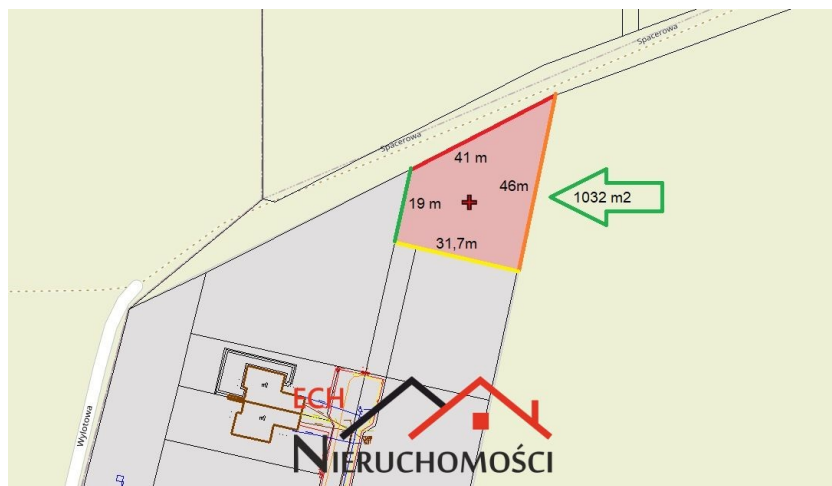 Spacerowa
Spacerowa
41 m
46m
19 m
1032 m2
31,7m
Wylotowa
ECH
NIERUCHOMOŚCI